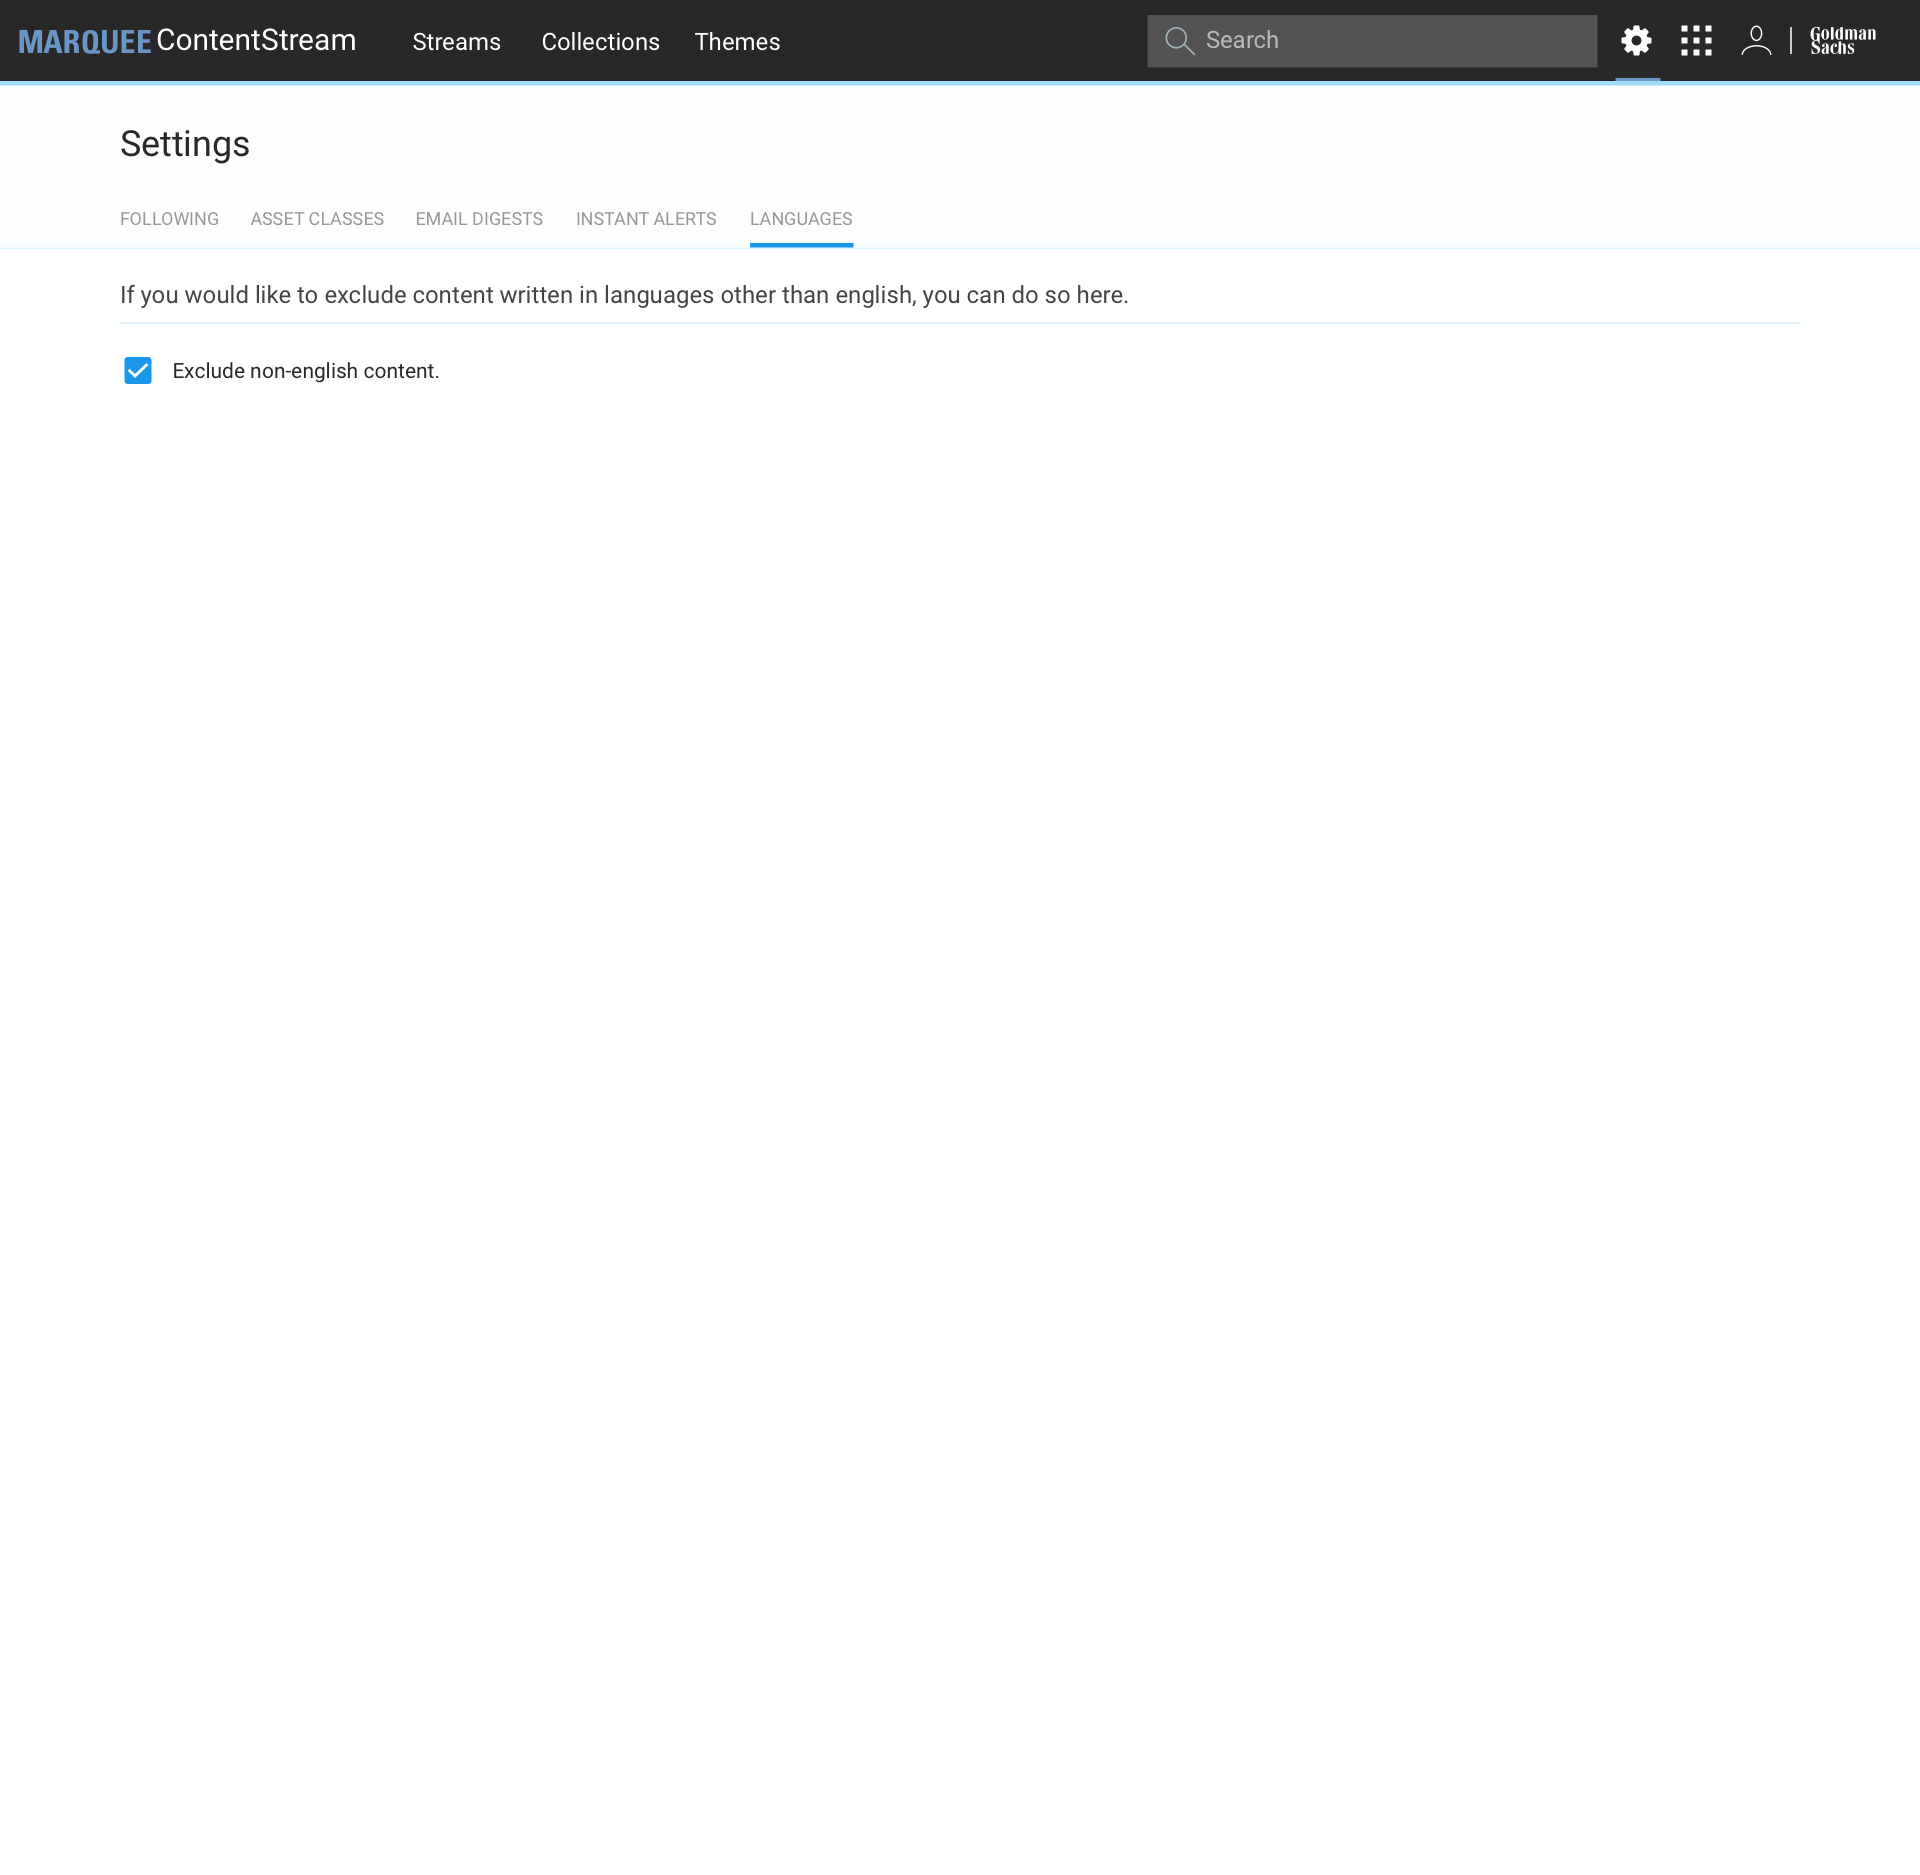 MARQUEE ContentStream Streams Collections Themes Search Goldman Sachs
Settings
FOLLOWING ASSET CLASSES EMAIL DIGESTS INSTANT ALERTS LANGUAGES
If you would like to exclude content written in languages other than english, you can do so here.
Exclude non-english content.